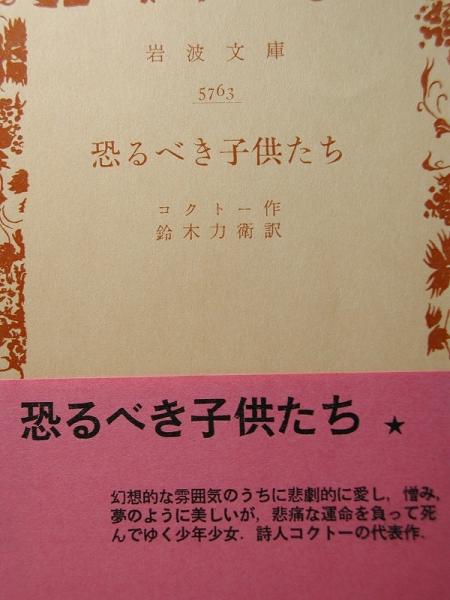 岩波文庫
5763
恐るべき子供たち
コクトー作
鈴木力衛訳
恐るべき子供たち ★
幻想的な雰囲気のうちに悲劇的に愛し，憎み，
夢のように美しいが，悲痛な運命を負って死
んでゆく少年少女．詩人コクトーの代表作．